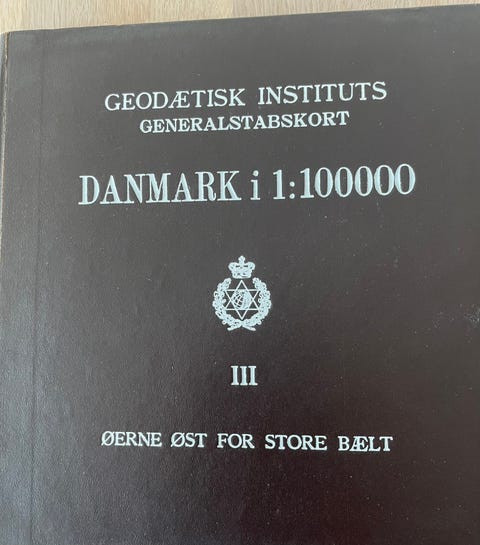 GEODÆTISK INSTITUTS
GENERALSTABSKORT
DANMARK i 1:100000
III
ØERNE ØST FOR STORE BÆLT